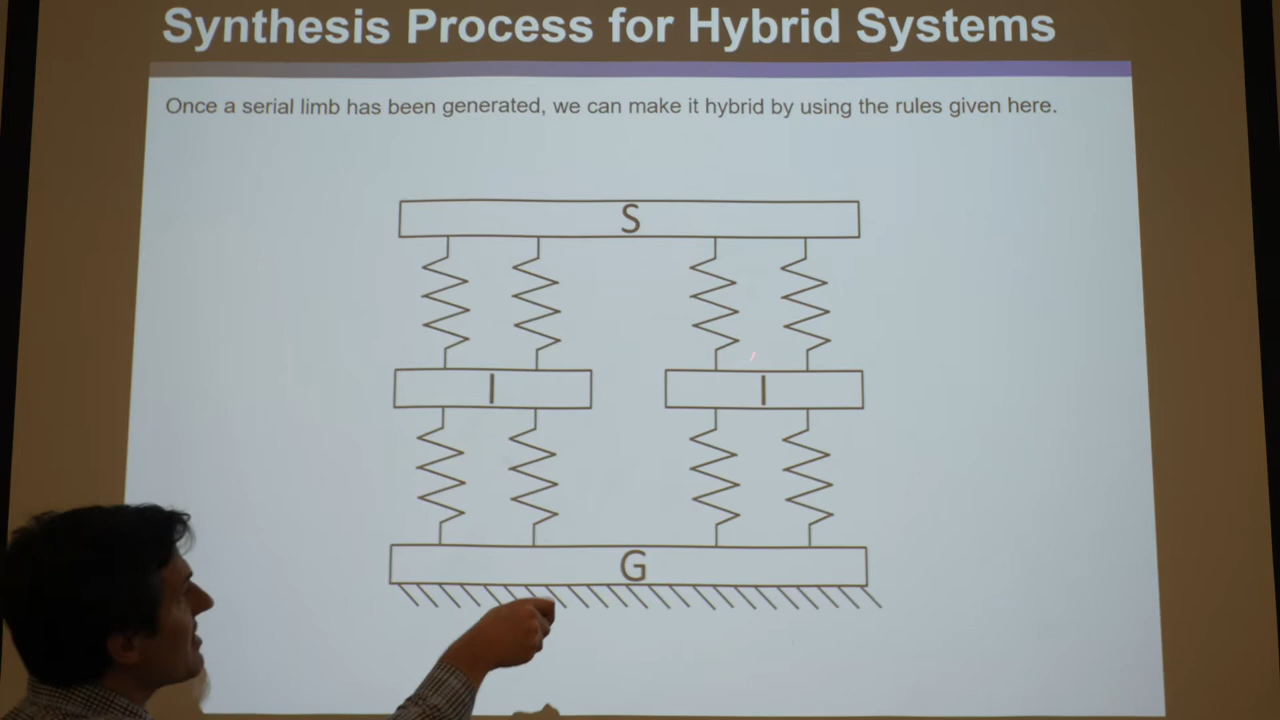 Synthesis Process for Hybrid Systems
Once a serial limb has been generated, we can make it hybrid by using the rules given here.
S
I I
G